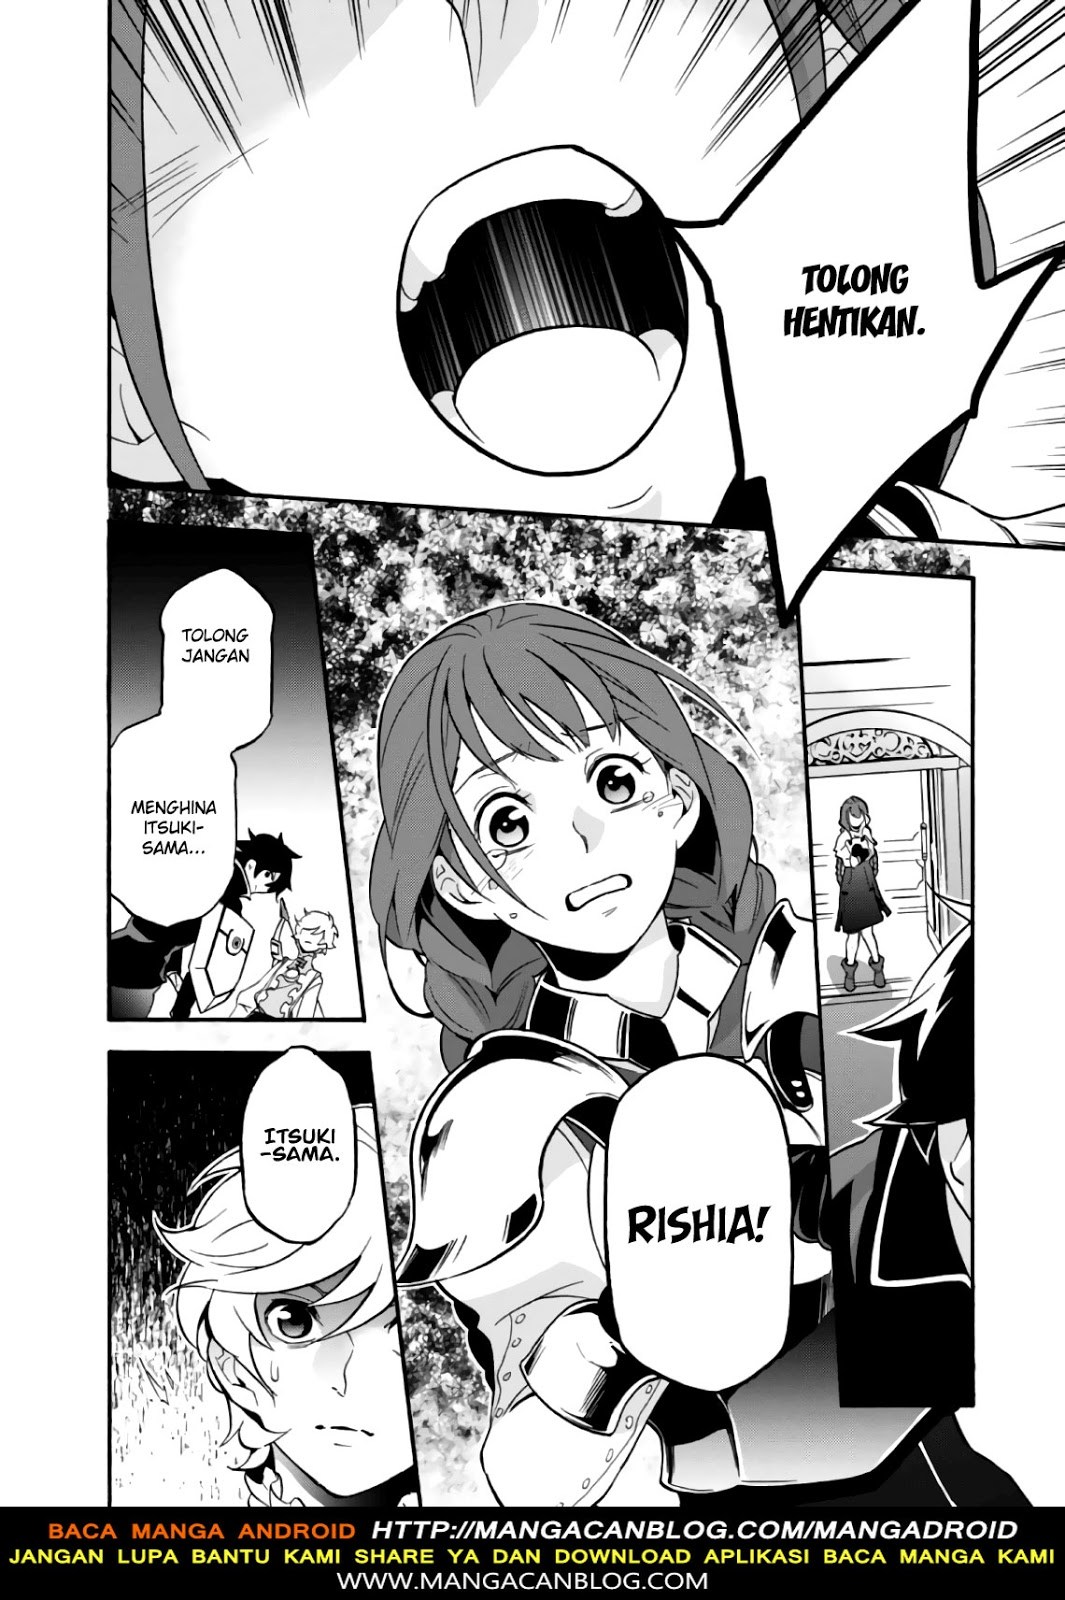 TOLONG
HENTIKAN.
RISHIA!
TOLONG
JANGAN
MENGHINA
ITSUKI-
SAMA...
ITSUKI
-SAMA.
BACA MANGA ANDROID HTTP://MANGACANBLOG.COM/MANGADROID
JANGAN LUPA BANTU KAMI SHARE YA DAN DOWNLOAD APLIKASI BACA MANGA KAMI
WWW.MANGACANBLOG.COM